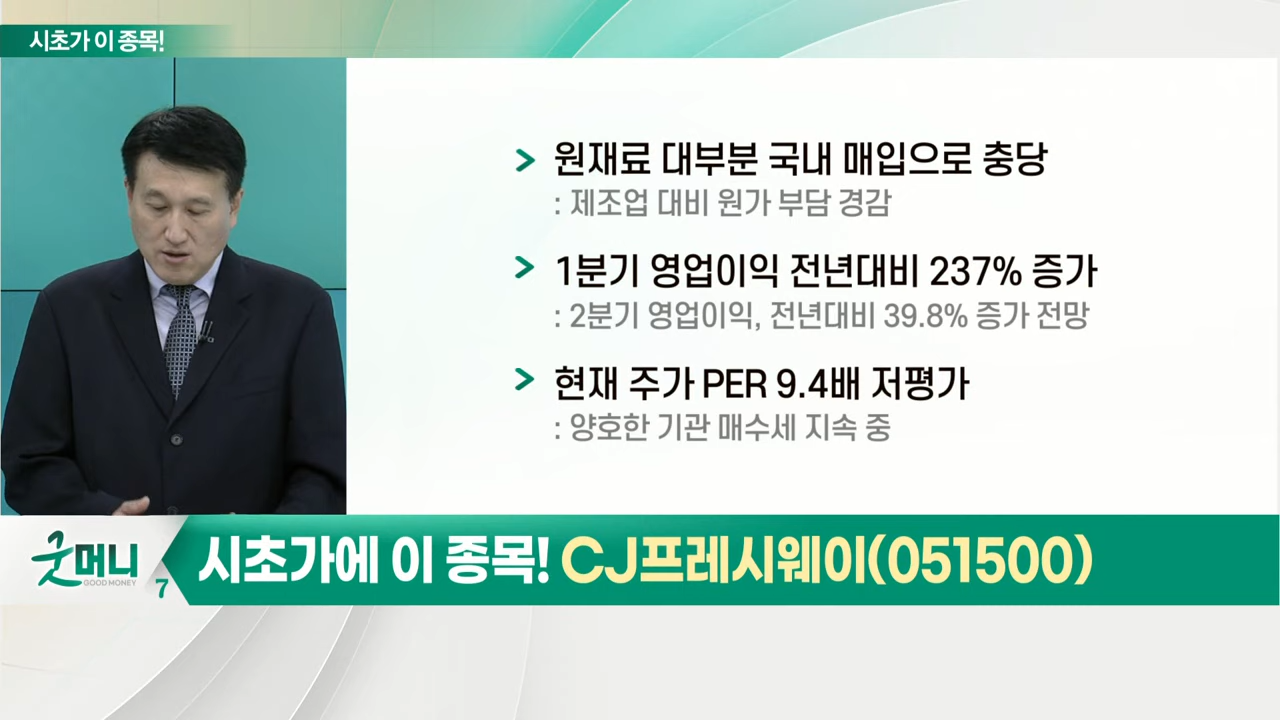 시초가 이 종목!
원재료 대부분 국내 매입으로 충당
: 제조업 대비 원가 부담 경감
1분기 영업이익 전년대비 237% 증가
: 2분기 영업이익, 전년대비 39.8% 증가 전망
현재 주가 PER 9.4배 저평가
: 양호한 기관 매수세 지속 중
굿머니
GOOD MONEY
7
시초가에 이 종목! CJ프레시웨이(051500)